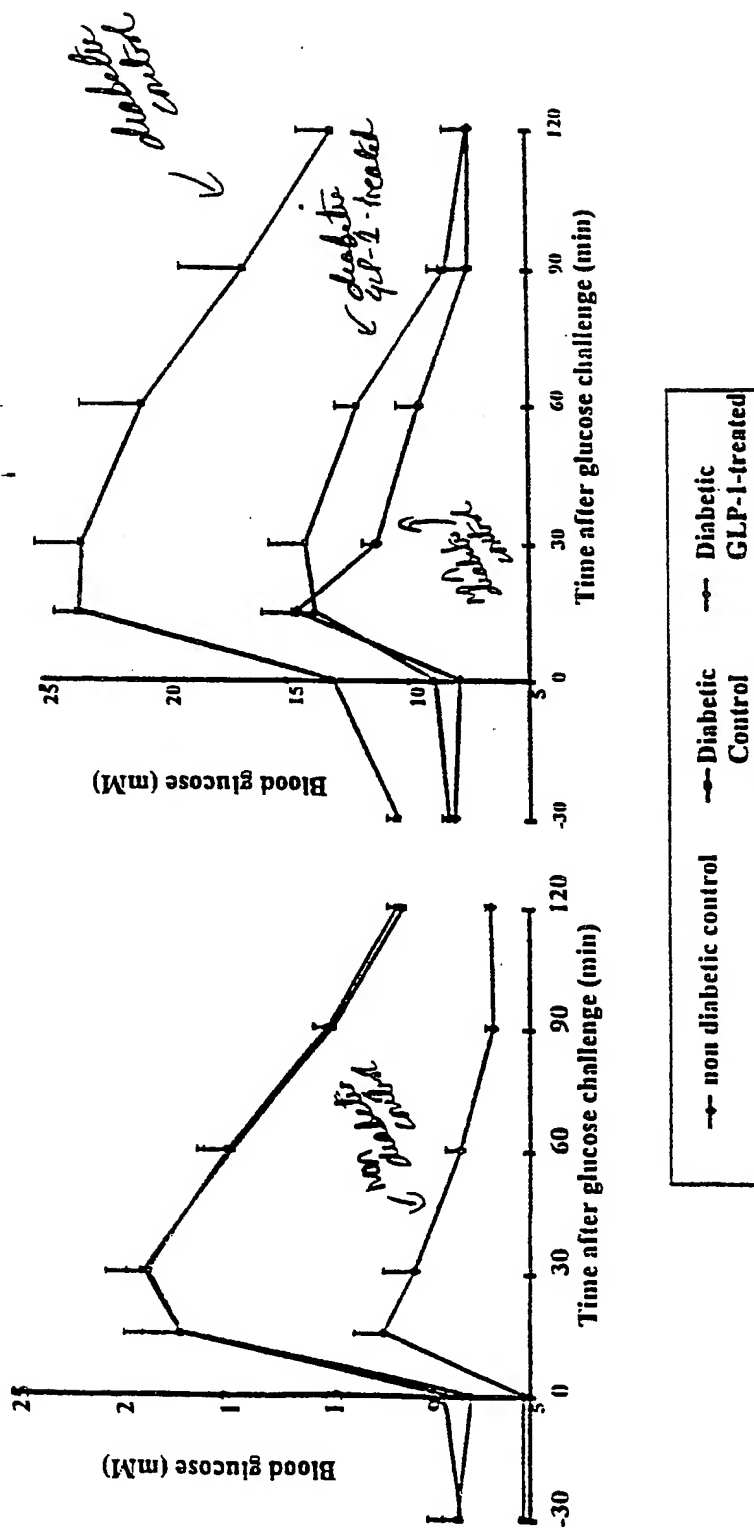 Blood glucose (mM)
25
2
1
1
9
5
-30
0
30
60
90
120
Time after glucose challenge (min)
non
diabetic
control
Blood glucose (mM)
25
20
15
10
5
-30
0
30
60
90
120
Time after glucose challenge (min)
diabetic
control
diabetic
GLP-1-treated
non
diabetic
control
non diabetic control
Diabetic
Control
Diabetic
GLP-1-treated